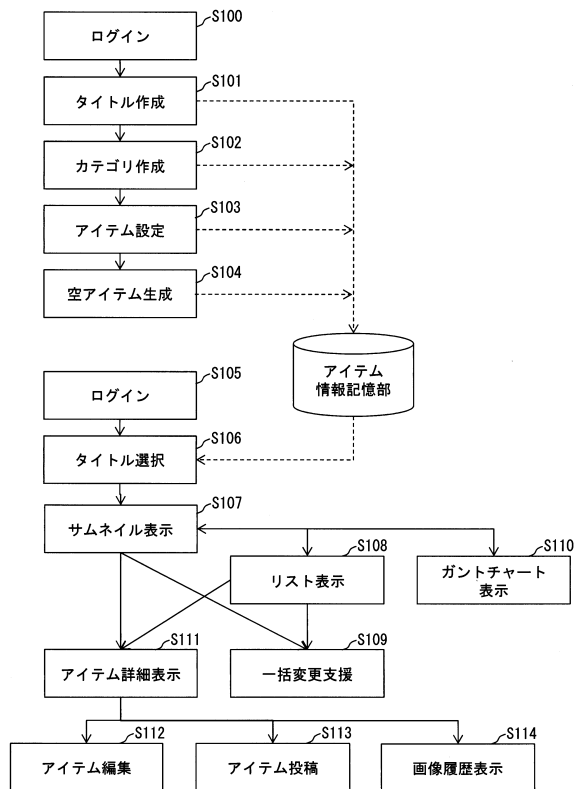 S100
ログイン
S101
タイトル作成
S102
カテゴリ作成
S103
アイテム設定
S104
空アイテム生成
アイテム
情報記憶部
S105
ログイン
S106
タイトル選択
S107
サムネイル表示
S108
リスト表示
S110
ガントチャート
表示
S111
アイテム詳細表示
S109
一括変更支援
S112
アイテム編集
S113
アイテム投稿
S114
画像履歴表示